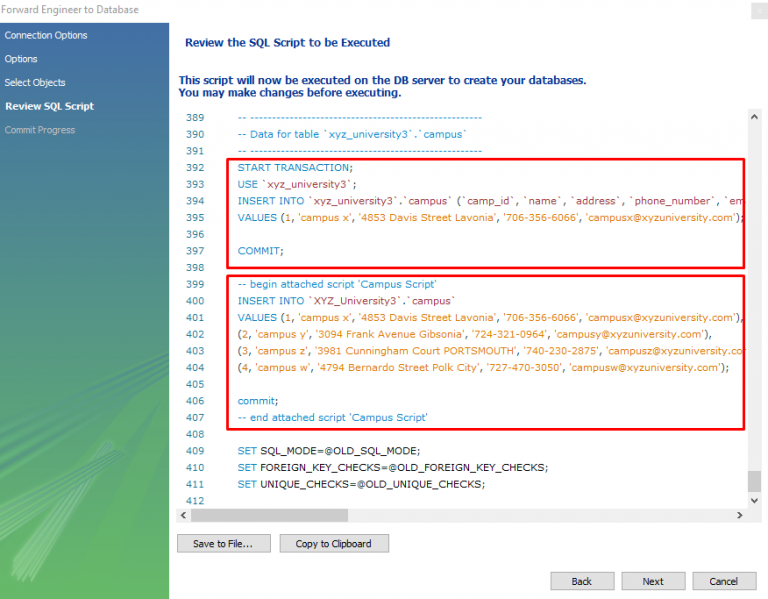 Forward Engineer to Database
Connection Options
Options
Select Objects
Review SQL Script
Commit Progress
Review the SQL Script to be Executed
This script will now be executed on the DB server to create your databases.
You may make changes before executing.
389 -- ----------------------------------------------------
390 -- Data for table `xyz_university3`.`campus`
391 -- ----------------------------------------------------
392 START TRANSACTION;
393 USE `xyz_university3`;
394 INSERT INTO `xyz_university3`.`campus` (`camp_id`, `name`, `address`, `phone_number`, `em
395 VALUES (1, 'campus x', '4853 Davis Street Lavonia', '706-356-6066', 'campusx@xyzuniversity.com');
396
397 COMMIT;
398
399 -- begin attached script 'Campus Script'
400 INSERT INTO `XYZ_University3`.`campus`
401 VALUES (1, 'campus x', '4853 Davis Street Lavonia', '706-356-6066', 'campusx@xyzuniversity.com'),
402 (2, 'campus y', '3094 Frank Avenue Gibsonia', '724-321-0964', 'campusy@xyzuniversity.com'),
403 (3, 'campus z', '3981 Cunningham Court PORTSMOUTH', '740-230-2875', 'campusz@xyzuniversity.co
404 (4, 'campus w', '4794 Bernardo Street Polk City', '727-470-3050', 'campusw@xyzuniversity.com');
405
406 commit;
407 -- end attached script 'Campus Script'
408
409 SET SQL_MODE=@OLD_SQL_MODE;
410 SET FOREIGN_KEY_CHECKS=@OLD_FOREIGN_KEY_CHECKS;
411 SET UNIQUE_CHECKS=@OLD_UNIQUE_CHECKS;
412
Save to File... Copy to Clipboard
Back Next Cancel